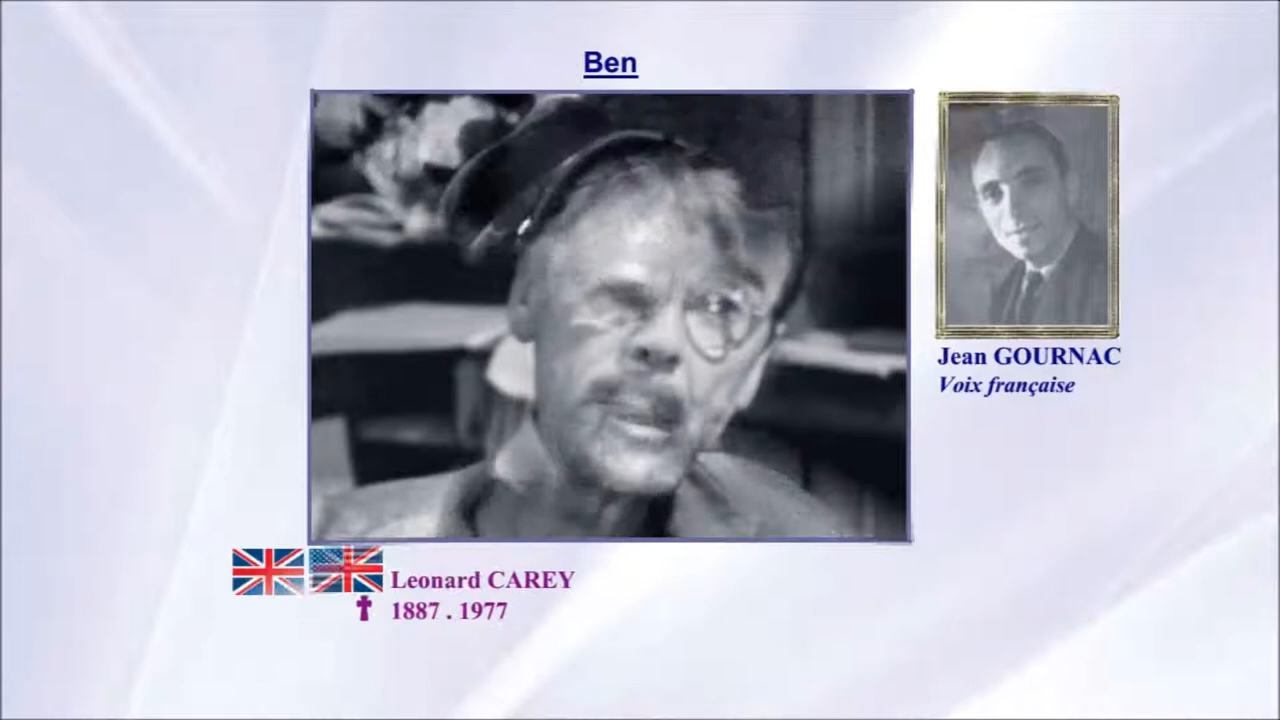 Ben
Jean GOURNAC
Voix française
Leonard CAREY
1887 . 1977